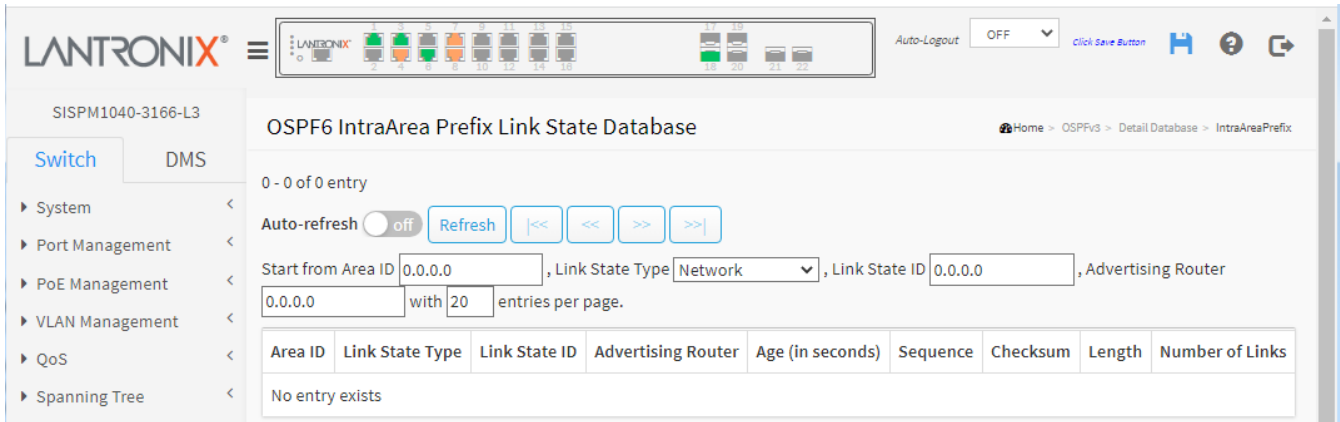 LANTRONIX®
LANTRONIX
1 3 5 7 9 11 13 15 17 19
2 4 6 8 10 12 14 16 18 20 21 22
Auto-Logout OFF Click Save Button
SISPM1040-3166-L3
Switch DMS
System
Port Management
PoE Management
VLAN Management
QoS
Spanning Tree
OSPF6 IntraArea Prefix Link State Database
Home > OSPFv3 > Detail Database > IntraAreaPrefix
0 - 0 of 0 entry
Auto-refresh off Refresh |<< << >> >>|
Start from Area ID 0.0.0.0 , Link State Type Network , Link State ID 0.0.0.0 , Advertising Router
0.0.0.0 with 20 entries per page.
Area ID Link State Type Link State ID Advertising Router Age (in seconds) Sequence Checksum Length Number of Links
No entry exists